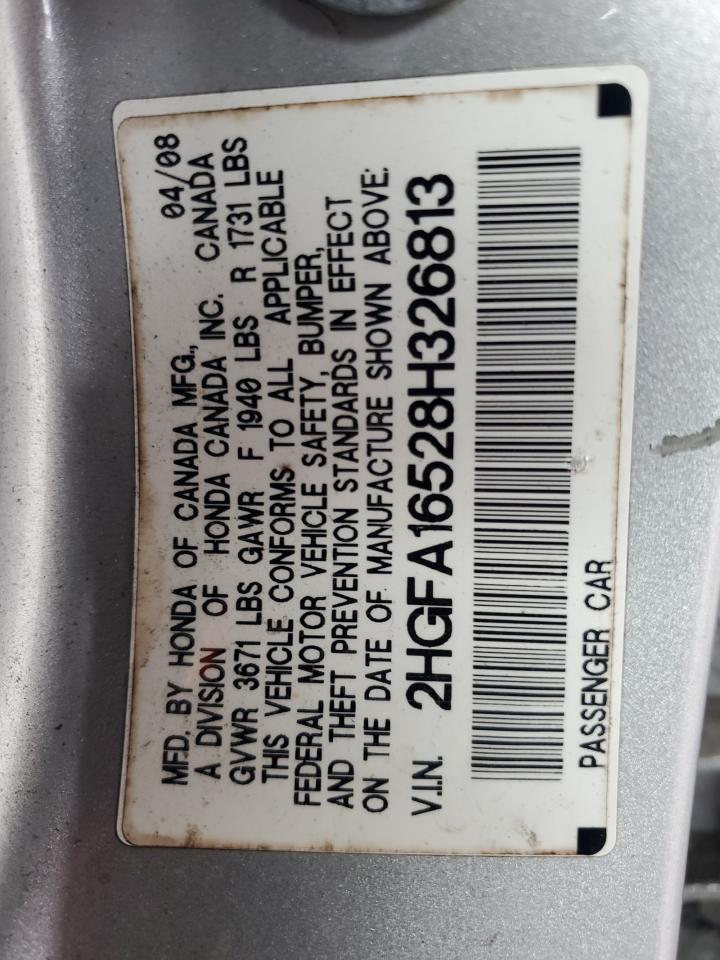 MFD. BY HONDA OF CANADA MFG., 04/08
A DIVISION OF HONDA CANADA INC. CANADA
GVWR 3671 LBS GAWR F 1940 LBS R 1731 LBS
THIS VEHICLE CONFORMS TO ALL APPLICABLE
FEDERAL MOTOR VEHICLE SAFETY, BUMPER,
AND THEFT PREVENTION STANDARDS IN EFFECT
ON THE DATE OF MANUFACTURE SHOWN ABOVE:
V.I.N. 2HGFA16528H326813
PASSENGER CAR